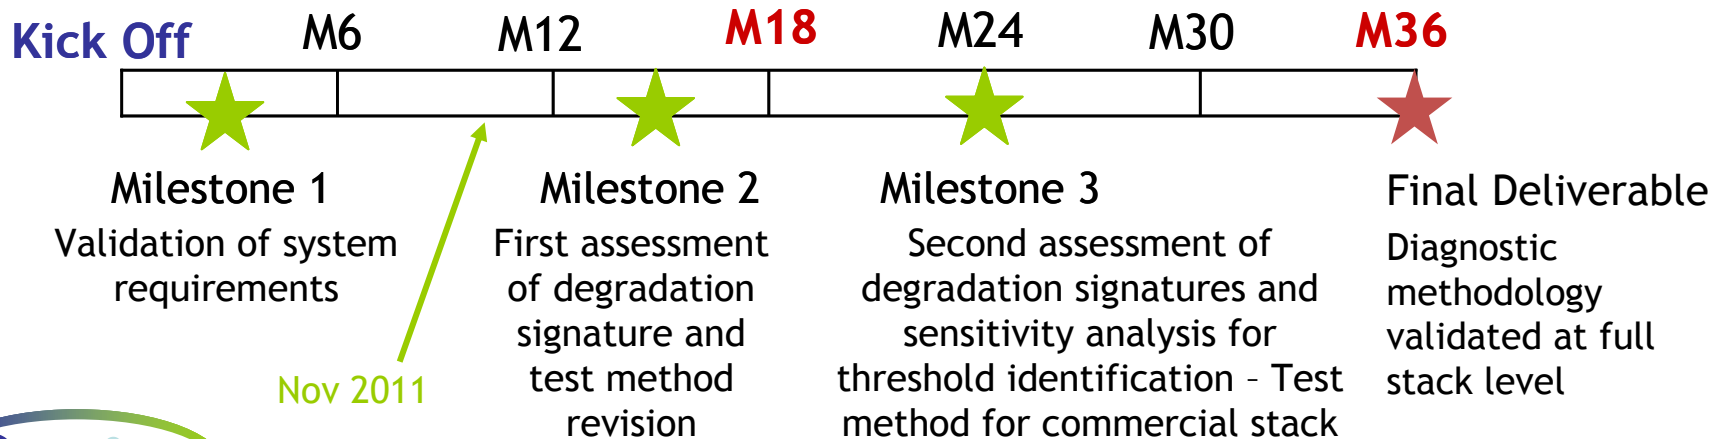 Kick Off M6 M12 M18 M24 M30 M36
Milestone 1
Validation of system
requirements
Nov 2011
Milestone 2
First assessment
of degradation
signature and
test method
revision
Milestone 3
Second assessment of
degradation signatures and
sensitivity analysis for
threshold identification – Test
method for commercial stack
Final Deliverable
Diagnostic
methodology
validated at full
stack level